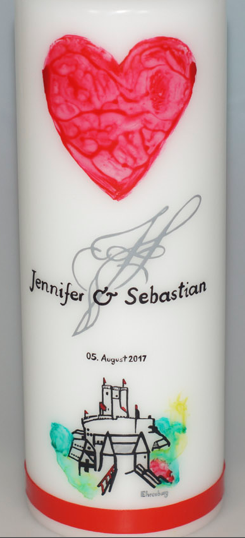 Jennifer & Sebastian
05. August 2017